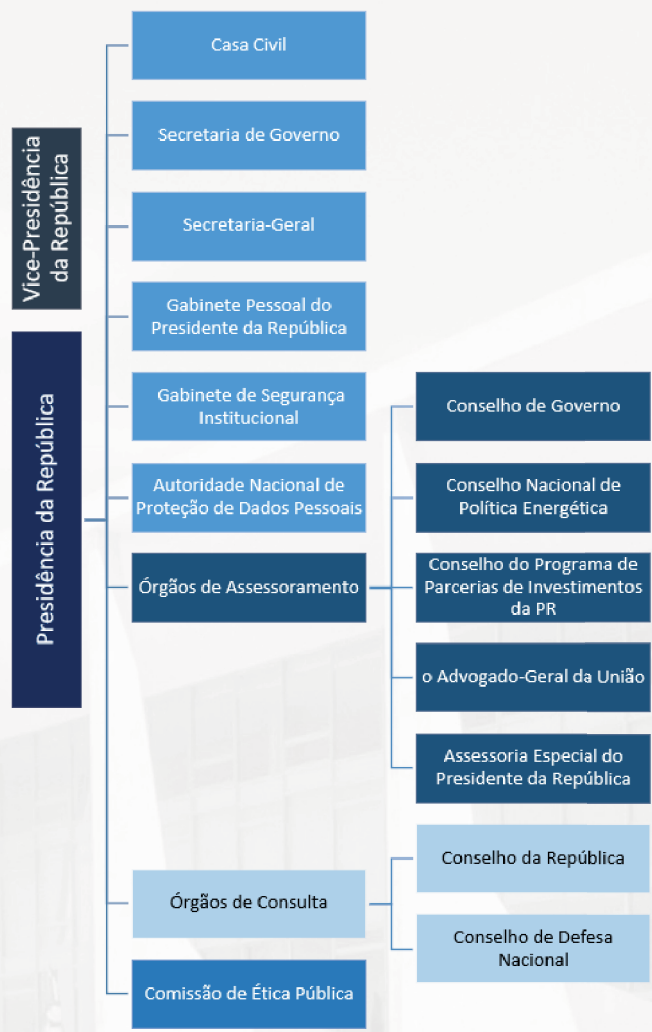 Vice-Presidência
da República
Presidência da República
Casa Civil
Secretaria de Governo
Secretaria-Geral
Gabinete Pessoal do
Presidente da República
Gabinete de Segurança
Institucional
Autoridade Nacional de
Proteção de Dados Pessoais
Órgãos de Assessoramento
Conselho de Governo
Conselho Nacional de
Política Energética
Conselho do Programa de
Parcerias de Investimentos
da PR
o Advogado-Geral da União
Assessoria Especial do
Presidente da República
Órgãos de Consulta
Conselho da República
Conselho de Defesa
Nacional
Comissão de Ética Pública